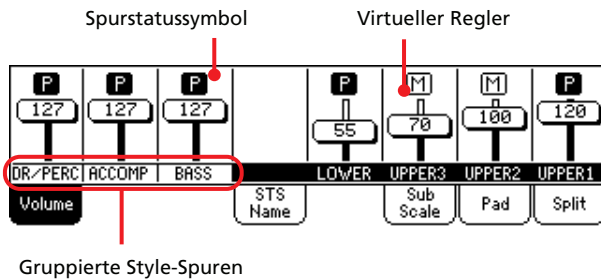 Spurstatussymbol Virtueller Regler
P P P P M M P
127 127 127 55 70 100 120
DR/PERC ACCOMP BASS LOWER UPPER3 UPPER2 UPPER1
Volume STS Name Sub Scale Pad Split
Gruppierte Style-Spuren